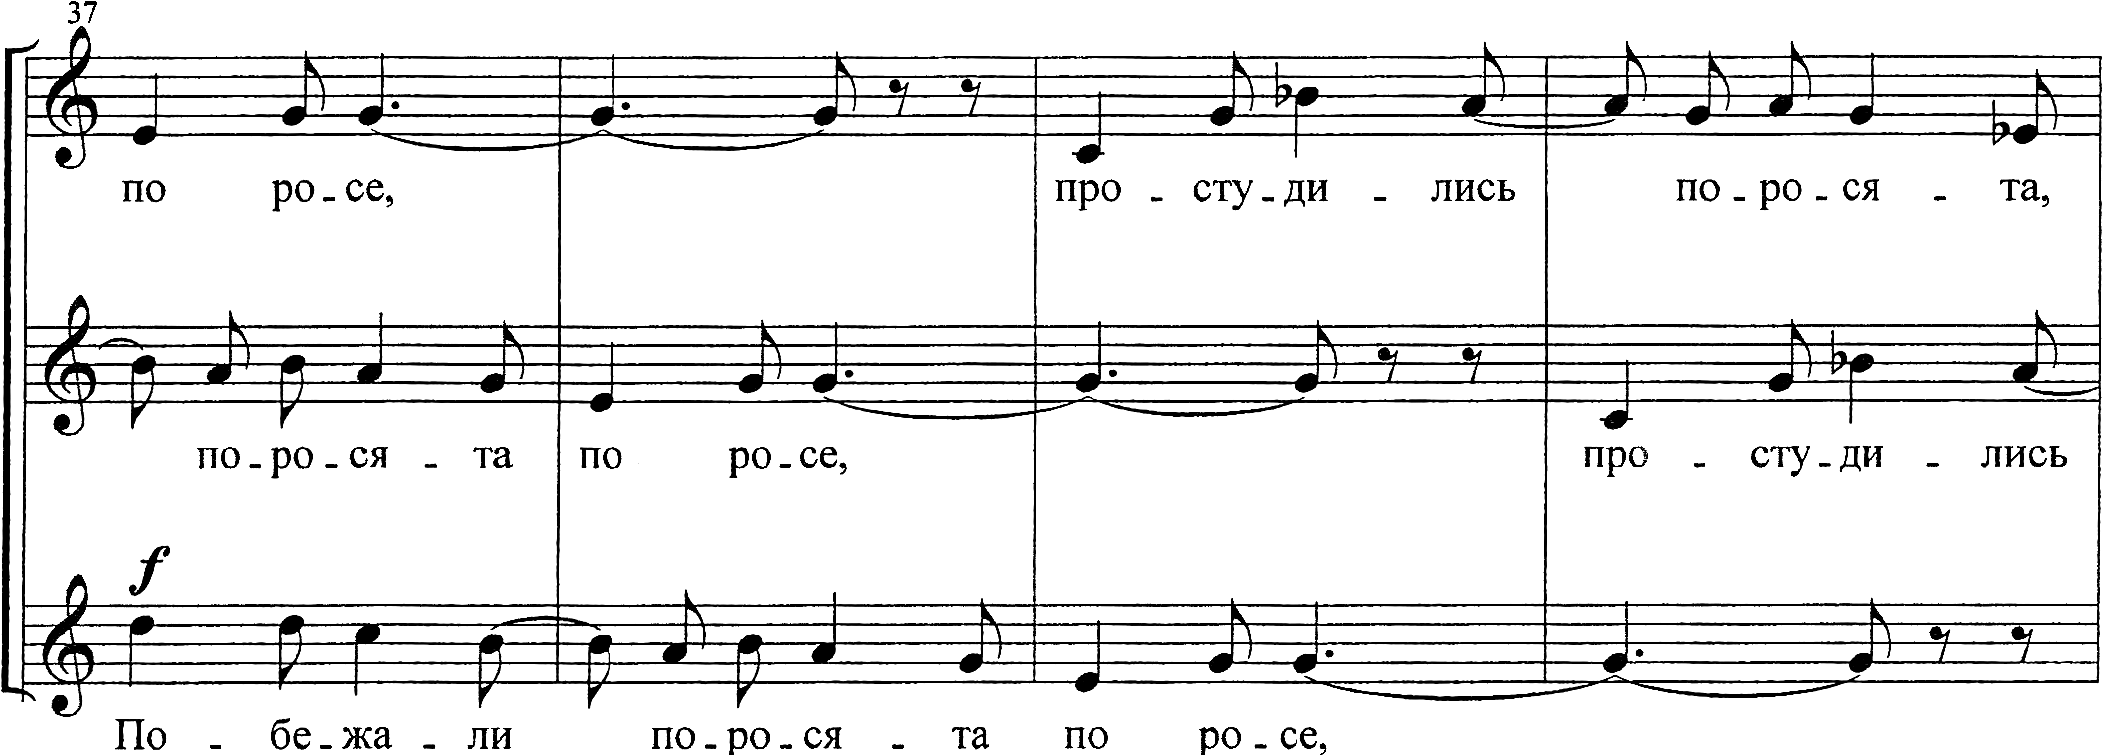 37
по ро-се, про-сту-ди-лись по-ро-ся-та,
по-ро-ся-та по ро-се, про-сту-ди-лись
f
По-бе-жа-ли по-ро-ся-та по ро-се,